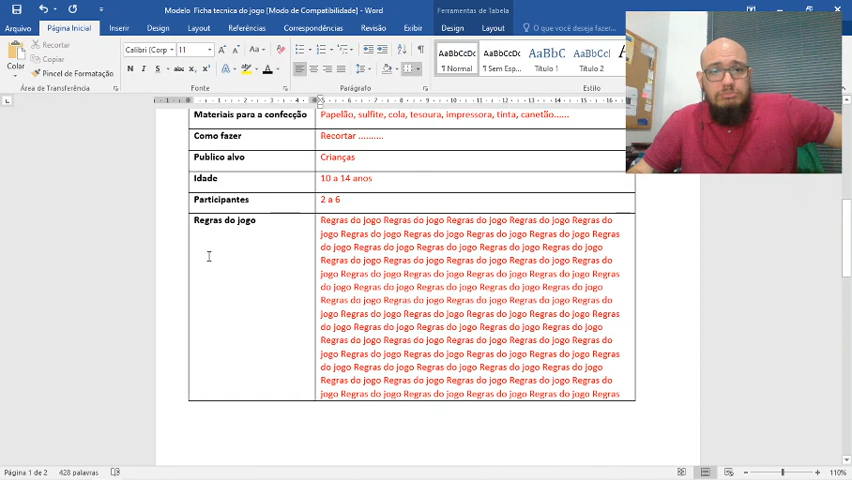 Modelo Ficha tecnica do jogo [Modo de Compatibilidade] - Word
Ferramentas de Tabela
Arquivo
Página Inicial
Inserir
Design
Layout
Referências
Correspondências
Revisão
Exibir
Design
Layout
O que você deseja fazer...
Colar
Recortar
Copiar
Pincel de Formatação
Área de Transferência
Calibri (Corp
11
Fonte
Parágrafo
AaBbCcDc
¶ Normal
AaBbCcDc
¶ Sem Esp...
AaBbC
Título 1
AaBbCcI
Título 2
Estilo
Materiais para a confecção
Papelão, sulfite, cola, tesoura, impressora, tinta, canetão......
Como fazer
Recortar ..........
Publico alvo
Crianças
Idade
10 a 14 anos
Participantes
2 a 6
Regras do jogo
Regras do jogo Regras do jogo Regras do jogo Regras do jogo Regras do
jogo Regras do jogo Regras do jogo Regras do jogo Regras do jogo Regras
do jogo Regras do jogo Regras do jogo Regras do jogo Regras do jogo
Regras do jogo Regras do jogo Regras do jogo Regras do jogo Regras do
jogo Regras do jogo Regras do jogo Regras do jogo Regras do jogo Regras
do jogo Regras do jogo Regras do jogo Regras do jogo Regras do jogo
Regras do jogo Regras do jogo Regras do jogo Regras do jogo Regras do
jogo Regras do jogo Regras do jogo Regras do jogo Regras do jogo Regras
do jogo Regras do jogo Regras do jogo Regras do jogo Regras do jogo
Regras do jogo Regras do jogo Regras do jogo Regras do jogo Regras do
jogo Regras do jogo Regras do jogo Regras do jogo Regras do jogo Regras
do jogo Regras do jogo Regras do jogo Regras do jogo Regras do jogo
Regras do jogo Regras do jogo Regras do jogo Regras do jogo Regras do
jogo Regras do jogo Regras do jogo Regras do jogo Regras do jogo Regras
Página 1 de 2
428 palavras
110%